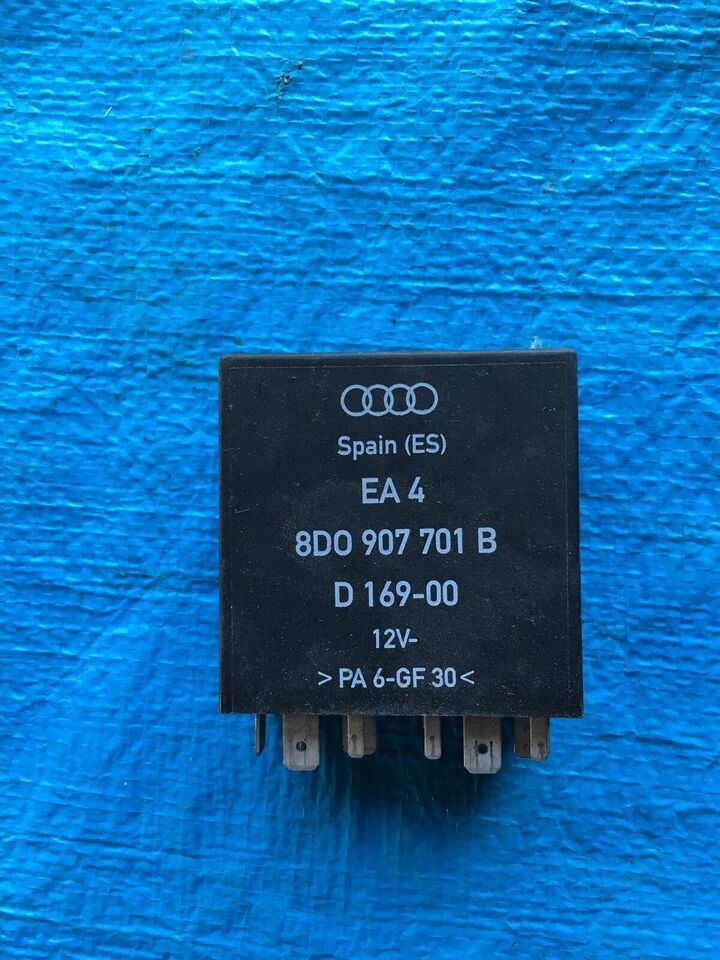 Spain (ES)
EA 4
8D0 907 701 B
D 169-00
12V-
>PA 6-GF 30<